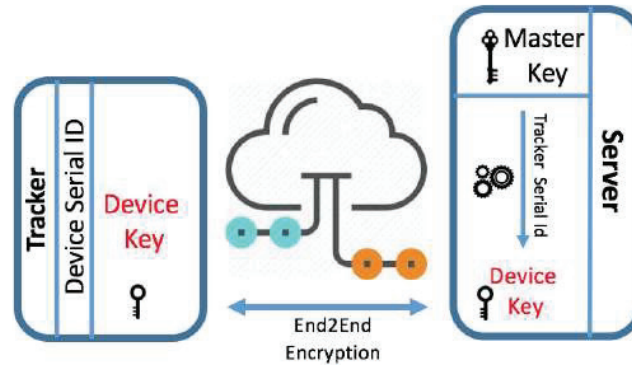 Tracker
Device Serial ID
Device
Key
End2End
Encryption
Master
Key
Tracker Serial Id
Device
Key
Server